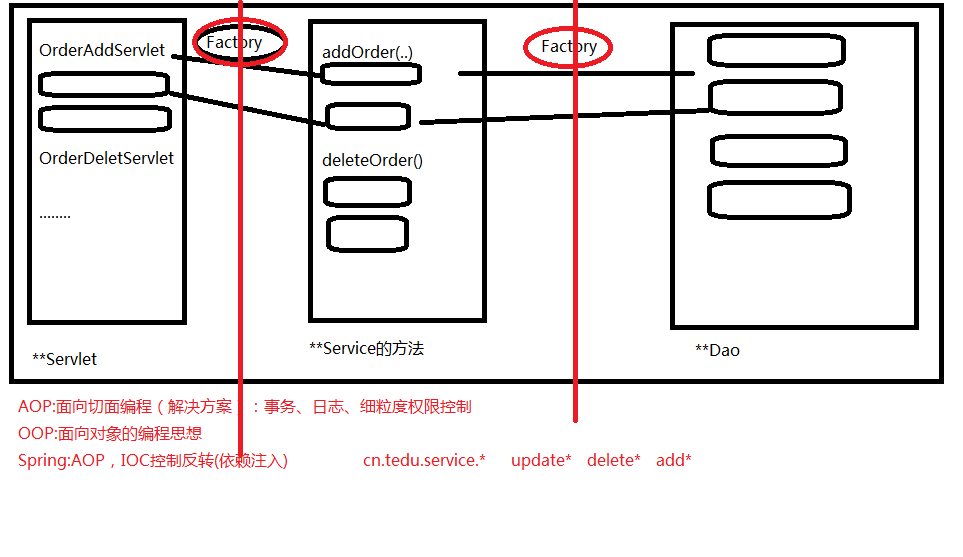 OrderAddServlet
Factory
addOrder(..)
Factory
OrderDeletServlet
deleteOrder()
........
**Servlet
**Service的方法
**Dao
AOP:面向切面编程（解决方案）：事务、日志、细粒度权限控制
OOP:面向对象的编程思想
Spring:AOP，IOC控制反转(依赖注入) cn.tedu.service.* update* delete* add*